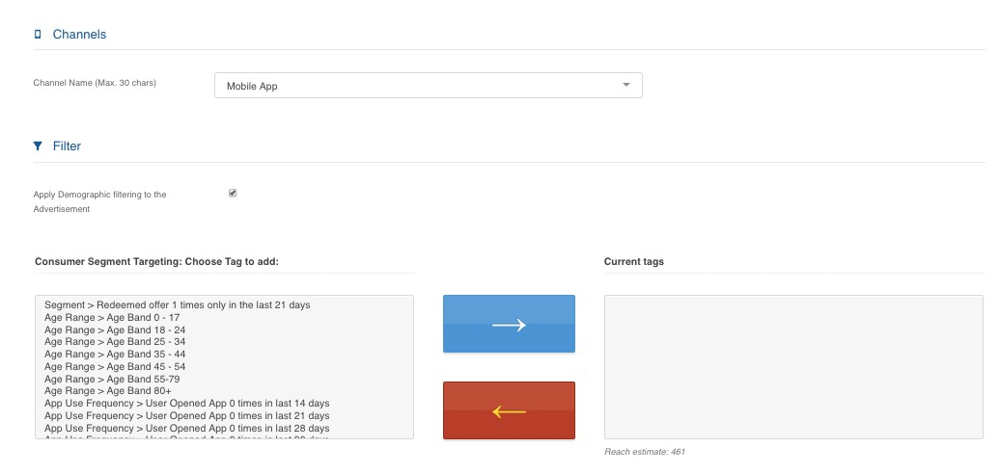 Channels
Channel Name (Max. 30 chars)
Mobile App
Filter
Apply Demographic filtering to the
Advertisement
Consumer Segment Targeting: Choose Tag to add:
Current tags
Segment > Redeemed offer 1 times only in the last 21 days
Age Range > Age Band 0 - 17
Age Range > Age Band 18 - 24
Age Range > Age Band 25 - 34
Age Range > Age Band 35 - 44
Age Range > Age Band 45 - 54
Age Range > Age Band 55-79
Age Range > Age Band 80+
App Use Frequency > User Opened App 0 times in last 14 days
App Use Frequency > User Opened App 0 times in last 21 days
App Use Frequency > User Opened App 0 times in last 28 days
Reach estimate: 461